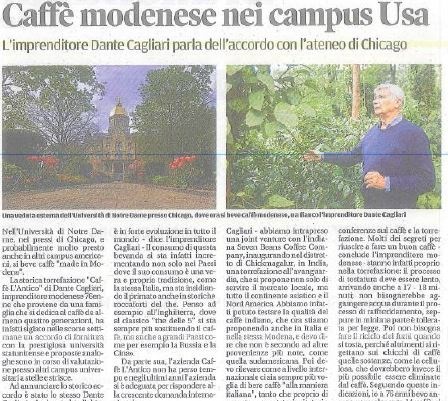 Caffè modenese nei campus Usa
L'imprenditore Dante Cagliari parla dell'accordo con l'ateneo di Chicago
Una veduta esterna dell'Università di Notre Dame presso Chicago, dove ora si beve caffè modenese, a fianco l'imprenditore Dante Cagliari
Nell'Università di Notre Dame,
nei pressi di Chicago, e
probabilmente molto presto
anche in altri campus americani,
si beve caffè "made in Modena".
La storica torrefazione "Caffè
L'Antico" di Dante Cagliari,
imprenditore modenese 76enne
che proviene da una famiglia
che si dedica al caffè da almeno
quattro generazioni, ha
infatti siglato nelle scorse settimane
un accordo di fornitura
con la prestigiosa università
statunitense e proposte analoghe
sono in corso di valutazione
presso altri campus universitari
a stelle e strisce.
Ad annunciare lo storico accordo
è stato lo stesso Dante
è in forte evoluzione in tutto il
mondo - dice l'imprenditore
Cagliari - Il consumo di questa
bevanda si sta infatti incrementando
non solo nei Paesi
dove il suo consumo è una vera
e propria tradizione, come
la stessa Italia, ma sta insidiando
il primato anche in storiche
roccaforti del the. Penso ad
esempio all'Inghilterra, dove
al classico "the delle 5" si sta
sempre più sostituendo il caffè,
ma anche a grandi Paesi come
per esempio la Russia e la
Cina».
Da parte sua, l'azienda Caffè
L'Antico non ha perso tempo
e negli ultimi anni l'azienda
si è adeguata per rispondere alla
crescente domanda interna
Cagliari - abbiamo intrapreso
una joint venture con l'indiana
Seven Beans Coffee Company,
inaugurando nel distretto
di Chickmagalur, in India,
una torrefazione all'avanguardia,
che si propone non solo di
servire il mercato locale, ma
tutto il continente asiatico e il
Nord America. Abbiamo infatti
potuto testare la qualità del
caffè indiano, che ora stiamo
proponendo anche in Italia e
nella stessa Modena, e devo dire
che non è secondo ad altre
provenienze più note, come
quella sudamericana. Poi devo
rilevare come a livello internazionale
ci sia sempre più voglia
di bere caffè "alla maniera
italiana", tanto che proprio di
conferenze sul caffè e la torrefazione.
Molti dei segreti per
riuscire a fare un buon caffè -
conclude l'imprenditore modenese
- stanno infatti proprio
nella torrefazione: il processo
di tostatura deve essere lento,
arrivando anche a 17 - 18 minuti;
non bisognerebbe aggiungere
acqua durante il processo
di raffreddamento, seppure
in minima parte è tollerata
per legge. Poi non bisogna
fare il ricido del farsi quando
si tosta, perché altrimenti si rispettano
sui chicchi di caffè
quelle sostanze, come le cellulosa,
che dovrebbero invece il
più possibile essere eliminate
dal caffè. Seguendo queste indicazioni,
io a 76 anni bevo an-